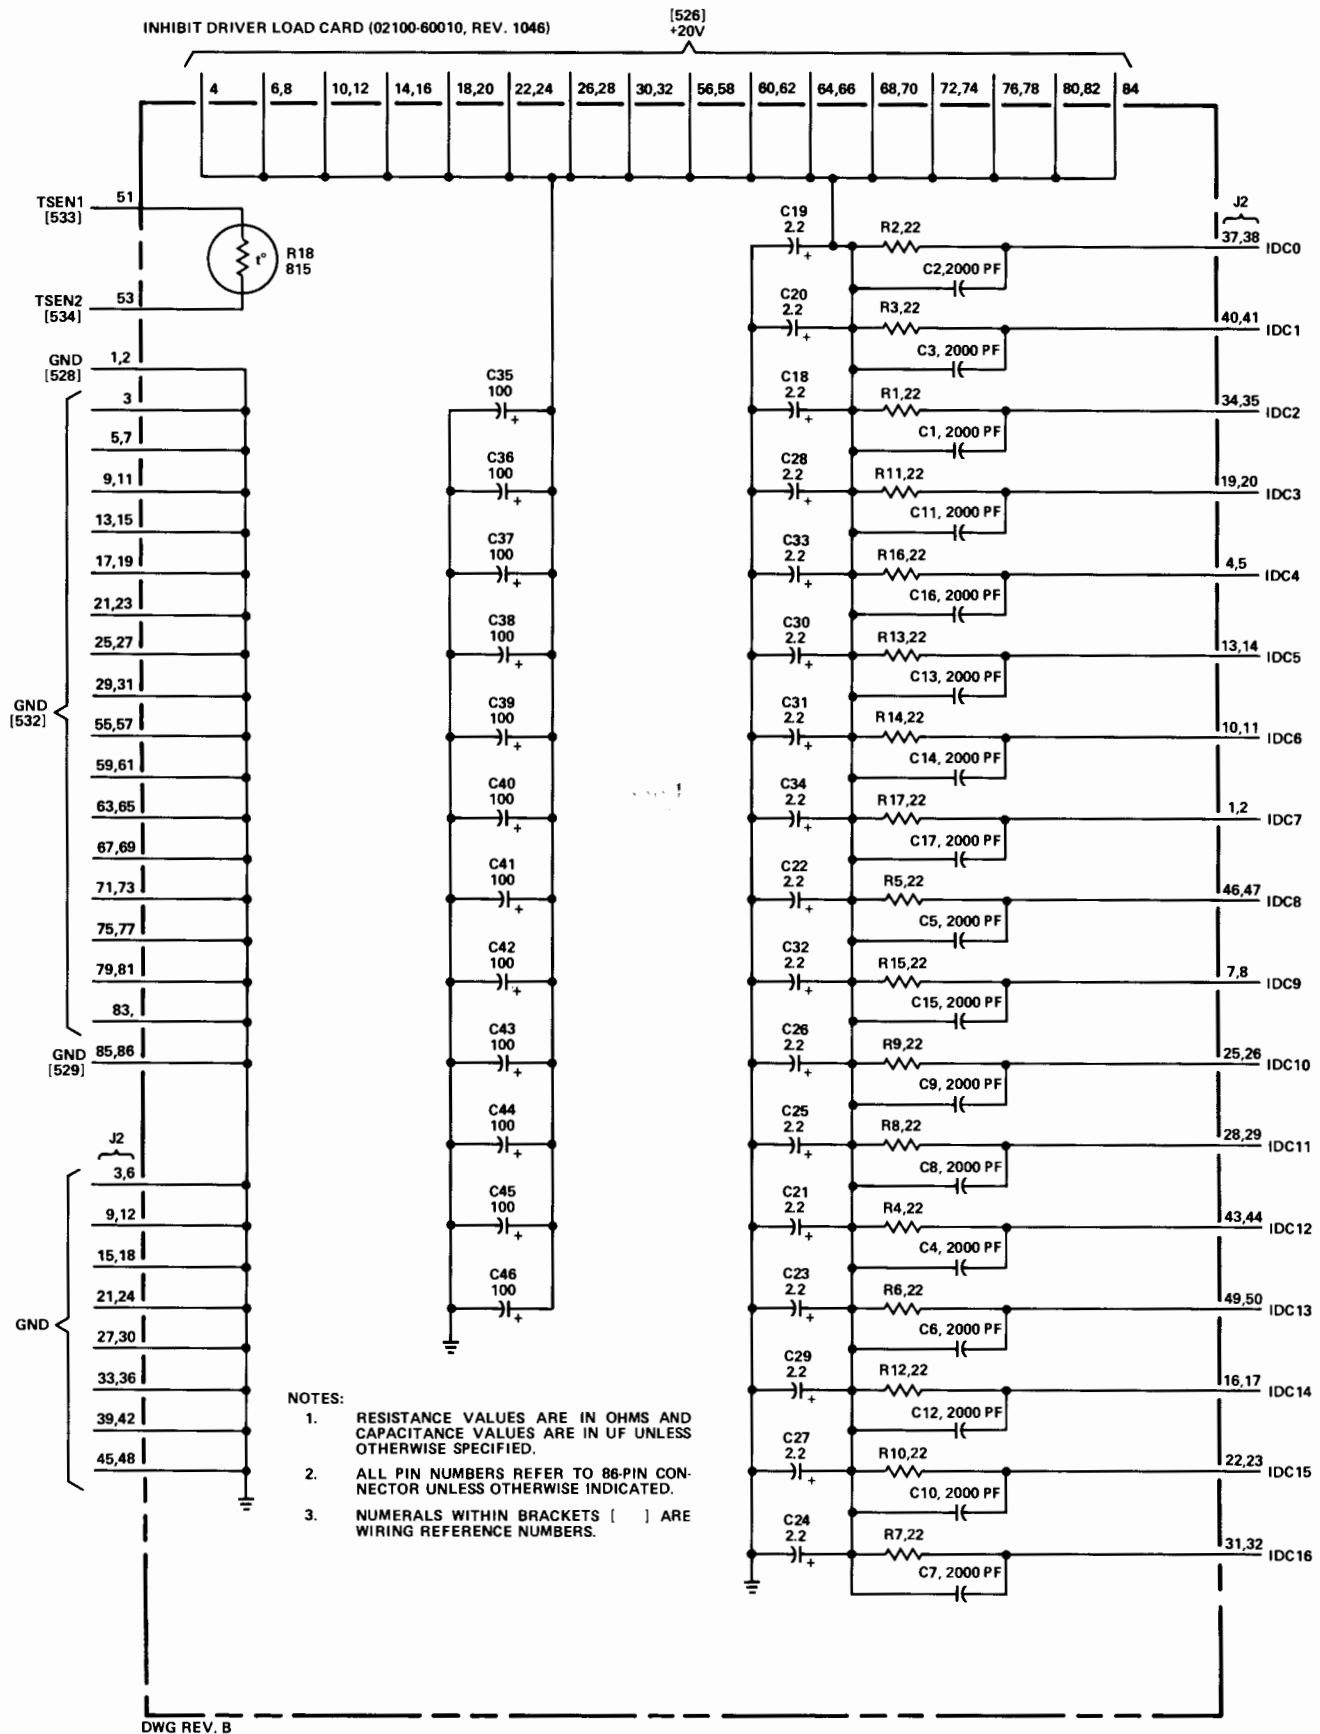 [526]
+20V
INHIBIT DRIVER LOAD CARD (02100-60010, REV. 1046)
4 6,8 10,12 14,16 18,20 22,24 26,28 30,32 56,58 60,62 64,66 68,70 72,74 76,78 80,82 84
TSEN1
[533]
51
R18
815
t°
TSEN2
[534]
53
GND
[528]
1,2
3
5,7
9,11
13,15
17,19
21,23
25,27
29,31
GND
[532]
55,57
59,61
63,65
67,69
71,73
75,77
79,81
83,
GND
[529]
85,86
J2
3,6
9,12
15,18
21,24
GND
27,30
33,36
39,42
45,48
C35
100
+
C36
100
+
C37
100
+
C38
100
+
C39
100
+
C40
100
+
C41
100
+
C42
100
+
C43
100
+
C44
100
+
C45
100
+
C46
100
+
J2
C19
2.2
+
R2,22
C2,2000 PF
37,38
IDC0
C20
2.2
+
R3,22
C3, 2000 PF
40,41
IDC1
C18
2.2
+
R1,22
C1, 2000 PF
34,35
IDC2
C28
2.2
+
R11,22
C11, 2000 PF
19,20
IDC3
C33
2.2
+
R16,22
C16, 2000 PF
4,5
IDC4
C30
2.2
+
R13,22
C13, 2000 PF
13,14
IDC5
C31
2.2
+
R14,22
C14, 2000 PF
10,11
IDC6
C34
2.2
+
R17,22
C17, 2000 PF
1,2
IDC7
C22
2.2
+
R5,22
C5, 2000 PF
46,47
IDC8
C32
2.2
+
R15,22
C15, 2000 PF
7,8
IDC9
C26
2.2
+
R9,22
C9, 2000 PF
25,26
IDC10
C25
2.2
+
R8,22
C8, 2000 PF
28,29
IDC11
C21
2.2
+
R4,22
C4, 2000 PF
43,44
IDC12
C23
2.2
+
R6,22
C6, 2000 PF
49,50
IDC13
C29
2.2
+
R12,22
C12, 2000 PF
16,17
IDC14
C27
2.2
+
R10,22
C10, 2000 PF
22,23
IDC15
C24
2.2
+
R7,22
C7, 2000 PF
31,32
IDC16
NOTES:
1. RESISTANCE VALUES ARE IN OHMS AND
CAPACITANCE VALUES ARE IN UF UNLESS
OTHERWISE SPECIFIED.
2. ALL PIN NUMBERS REFER TO 86-PIN CON-
NECTOR UNLESS OTHERWISE INDICATED.
3. NUMERALS WITHIN BRACKETS [ ] ARE
WIRING REFERENCE NUMBERS.
DWG REV. B